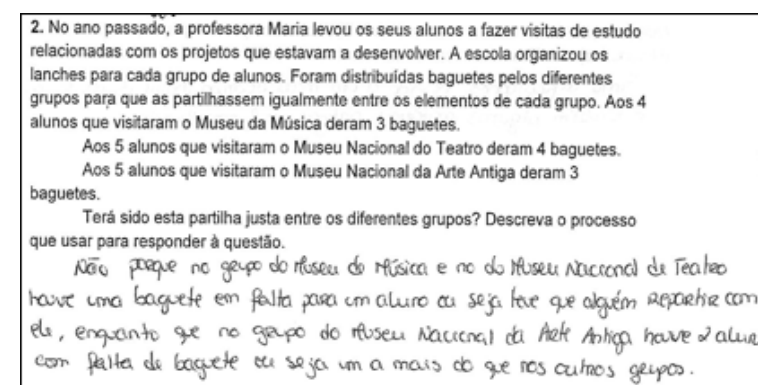 2. No ano passado, a professora Maria levou os seus alunos a fazer visitas de estudo
relacionadas com os projetos que estavam a desenvolver. A escola organizou os
lanches para cada grupo de alunos. Foram distribuídas baguetes pelos diferentes
grupos para que as partilhassem igualmente entre os elementos de cada grupo. Aos 4
alunos que visitaram o Museu da Música deram 3 baguetes.
Aos 5 alunos que visitaram o Museu Nacional do Teatro deram 4 baguetes.
Aos 5 alunos que visitaram o Museu Nacional da Arte Antiga deram 3
baguetes.
Terá sido esta partilha justa entre os diferentes grupos? Descreva o processo
que usar para responder à questão.
Não porque no grupo do Museu da Música e no do Museu Nacional de Teatro
houve uma baguete em falta para um aluno ou seja teve que alguém repartir com
ele, enquanto que no grupo do Museu Nacional da Arte Antiga houve 2 alun
com falta de baguete ou seja um a mais do que nos outros grupos.